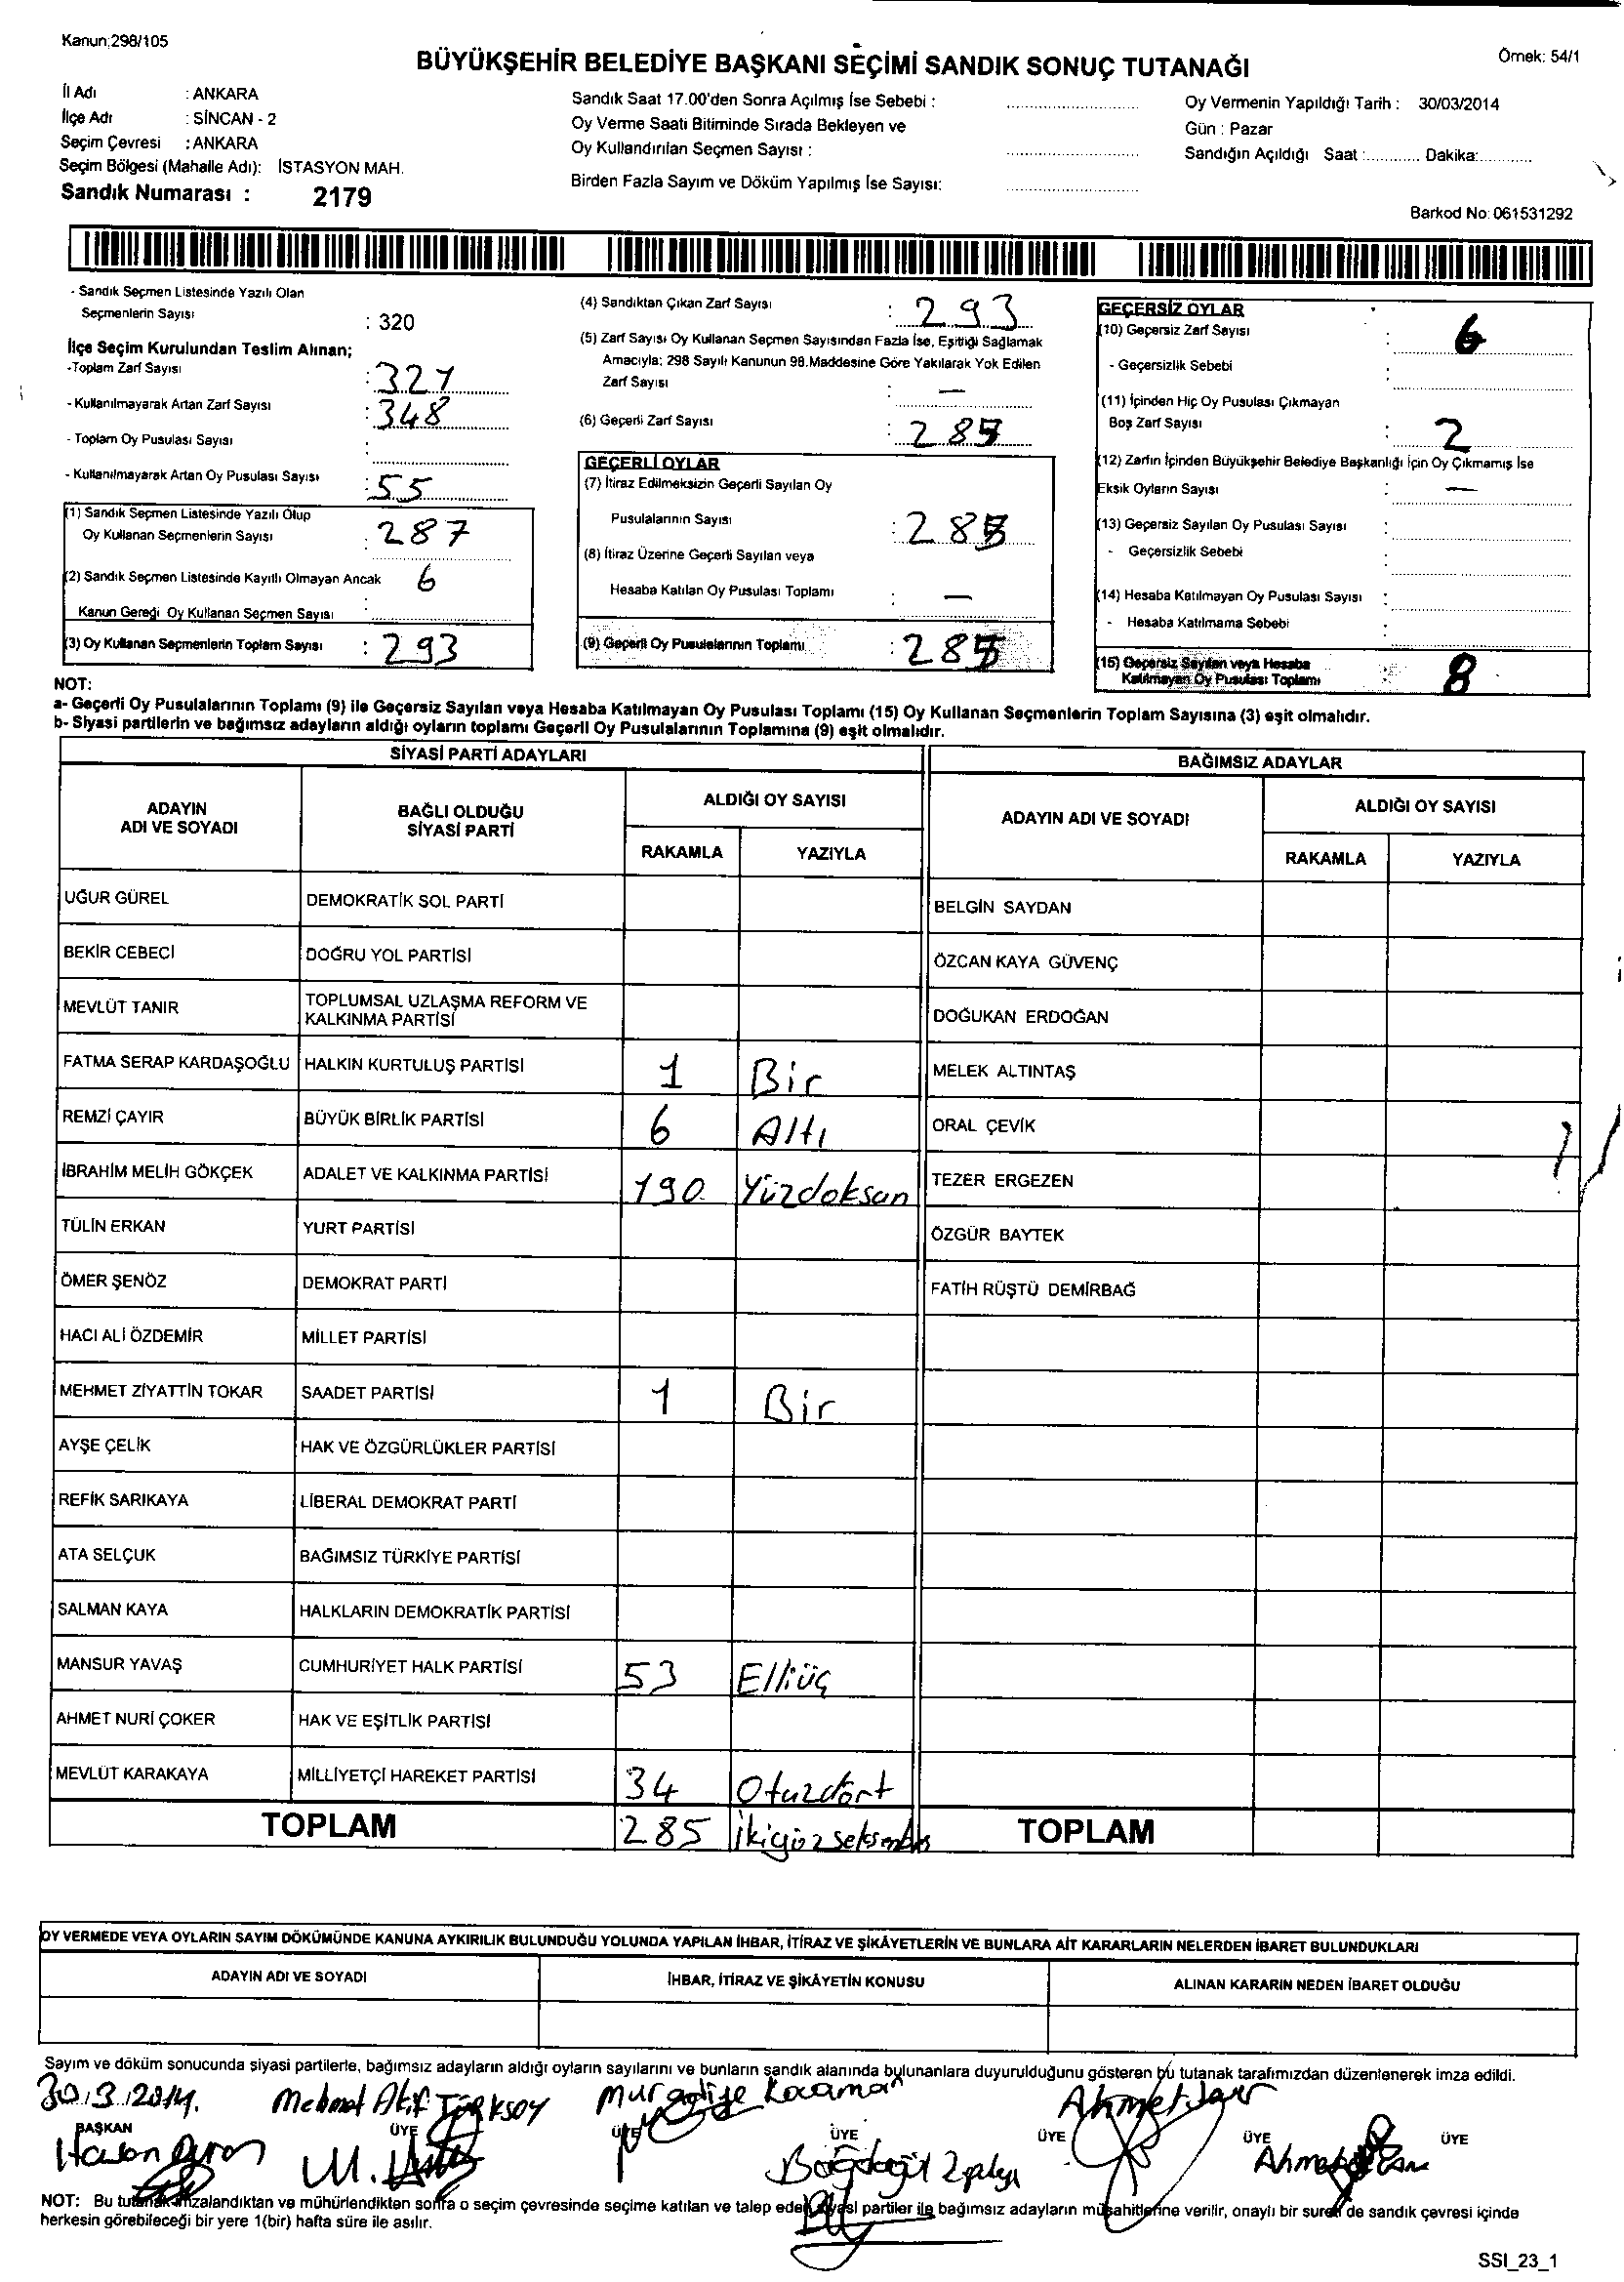 Kanun;298/105
BÜYÜKŞEHİR BELEDİYE BAŞKANI SEÇİMİ SANDIK SONUÇ TUTANAĞI
Örnek: 54/1
İl Adı : ANKARA
İlçe Adı : SİNCAN - 2
Seçim Çevresi : ANKARA
Seçim Bölgesi (Mahalle Adı): İSTASYON MAH.
Sandık Numarası : 2179
Sandık Saat 17.00'den Sonra Açılmış İse Sebebi :
Oy Verme Saati Bitiminde Sırada Bekleyen ve
Oy Kullandırılan Seçmen Sayısı :
Birden Fazla Sayım ve Döküm Yapılmış İse Sayısı:
Oy Vermenin Yapıldığı Tarih : 30/03/2014
Gün : Pazar
Sandığın Açıldığı Saat :............ Dakika:............
Barkod No: 061531292
- Sandık Seçmen Listesinde Yazılı Olan
Seçmenlerin Sayısı : 320
İlçe Seçim Kurulundan Teslim Alınan;
-Toplam Zarf Sayısı : 321
- Kullanılmayarak Artan Zarf Sayısı : 348
- Toplam Oy Pusulası Sayısı :
- Kullanılmayarak Artan Oy Pusulası Sayısı : 55
(1) Sandık Seçmen Listesinde Yazılı Olup
Oy Kullanan Seçmenlerin Sayısı : 287
(2) Sandık Seçmen Listesinde Kayıtlı Olmayan Ancak 6
Kanun Gereği Oy Kullanan Seçmen Sayısı :
(3) Oy Kullanan Seçmenlerin Toplam Sayısı : 293
(4) Sandıktan Çıkan Zarf Sayısı : 293
(5) Zarf Sayısı Oy Kullanan Seçmen Sayısından Fazla İse, Eşitliği Sağlamak
Amacıyla; 298 Sayılı Kanunun 98.Maddesine Göre Yakılarak Yok Edilen
Zarf Sayısı : —
(6) Geçerli Zarf Sayısı : 285
GEÇERLİ OYLAR
(7) İtiraz Edilmeksizin Geçerli Sayılan Oy
Pusulalarının Sayısı : 285
(8) İtiraz Üzerine Geçerli Sayılan veya
Hesaba Katılan Oy Pusulası Toplamı : —
(9) Geçerli Oy Pusulalarının Toplamı : 285
GEÇERSİZ OYLAR
(10) Geçersiz Zarf Sayısı : 6
- Geçersizlik Sebebi :
(11) İçinden Hiç Oy Pusulası Çıkmayan
Boş Zarf Sayısı : 2
(12) Zarfın İçinden Büyükşehir Belediye Başkanlığı İçin Oy Çıkmamış İse
Eksik Oyların Sayısı : —
(13) Geçersiz Sayılan Oy Pusulası Sayısı :
- Geçersizlik Sebebi :
(14) Hesaba Katılmayan Oy Pusulası Sayısı :
- Hesaba Katılmama Sebebi :
(15) Geçersiz Sayılan veya Hesaba
Katılmayan Oy Pusulası Toplamı : 8
NOT:
a- Geçerli Oy Pusulalarının Toplamı (9) ile Geçersiz Sayılan veya Hesaba Katılmayan Oy Pusulası Toplamı (15) Oy Kullanan Seçmenlerin Toplam Sayısına (3) eşit olmalıdır.
b- Siyasi partilerin ve bağımsız adayların aldığı oyların toplamı Geçerli Oy Pusulalarının Toplamına (9) eşit olmalıdır.
SİYASİ PARTİ ADAYLARI
BAĞIMSIZ ADAYLAR
ADAYIN ADI VE SOYADI
BAĞLI OLDUĞU SİYASİ PARTİ
ALDIĞI OY SAYISI
RAKAMLA YAZIYLA
ADAYIN ADI VE SOYADI
ALDIĞI OY SAYISI
RAKAMLA YAZIYLA
UĞUR GÜREL DEMOKRATİK SOL PARTİ BELGİN SAYDAN
BEKİR CEBECİ DOĞRU YOL PARTİSİ ÖZCAN KAYA GÜVENÇ
MEVLÜT TANIR TOPLUMSAL UZLAŞMA REFORM VE KALKINMA PARTİSİ DOĞUKAN ERDOĞAN
FATMA SERAP KARDAŞOĞLU HALKIN KURTULUŞ PARTİSİ 1 Bir MELEK ALTINTAŞ
REMZİ ÇAYIR BÜYÜK BİRLİK PARTİSİ 6 Altı ORAL ÇEVİK
İBRAHİM MELİH GÖKÇEK ADALET VE KALKINMA PARTİSİ 190 Yüzdoksan TEZER ERGEZEN
TÜLİN ERKAN YURT PARTİSİ ÖZGÜR BAYTEK
ÖMER ŞENÖZ DEMOKRAT PARTİ FATİH RÜŞTÜ DEMİRBAĞ
HACI ALİ ÖZDEMİR MİLLET PARTİSİ
MEHMET ZİYATTİN TOKAR SAADET PARTİSİ 1 Bir
AYŞE ÇELİK HAK VE ÖZGÜRLÜKLER PARTİSİ
REFİK SARIKAYA LİBERAL DEMOKRAT PARTİ
ATA SELÇUK BAĞIMSIZ TÜRKİYE PARTİSİ
SALMAN KAYA HALKLARIN DEMOKRATİK PARTİSİ
MANSUR YAVAŞ CUMHURİYET HALK PARTİSİ 53 Elliüç
AHMET NURİ ÇOKER HAK VE EŞİTLİK PARTİSİ
MEVLÜT KARAKAYA MİLLİYETÇİ HAREKET PARTİSİ 34 Otuzdört
TOPLAM 285 İkiyüzseksenbeş TOPLAM
OY VERMEDE VEYA OYLARIN SAYIM DÖKÜMÜNDE KANUNA AYKIRILIK BULUNDUĞU YOLUNDA YAPILAN İHBAR, İTİRAZ VE ŞİKÂYETLERİN VE BUNLARA AİT KARARLARIN NELERDEN İBARET BULUNDUKLARI
ADAYIN ADI VE SOYADI İHBAR, İTİRAZ VE ŞİKÂYETİN KONUSU ALINAN KARARIN NEDEN İBARET OLDUĞU
Sayım ve döküm sonucunda siyasi partilerle, bağımsız adayların aldığı oyların sayılarını ve bunların sandık alanında bulunanlara duyurulduğunu gösteren bu tutanak tarafımızdan düzenlenerek imza edildi.
30.3.2014. Mehmet Akif Türksoy Muradiye Karaman Ahmet
BAŞKAN ÜYE ÜYE ÜYE ÜYE ÜYE ÜYE
Hasan Ahmet
NOT: Bu tutanak imzalandıktan ve mühürlendikten sonra o seçim çevresinde seçime katılan ve talep eden siyasi partiler ile bağımsız adayların müşahitlerine verilir, onaylı bir sureti de sandık çevresi içinde
herkesin görebileceği bir yere 1(bir) hafta süre ile asılır.
SSI_23_1